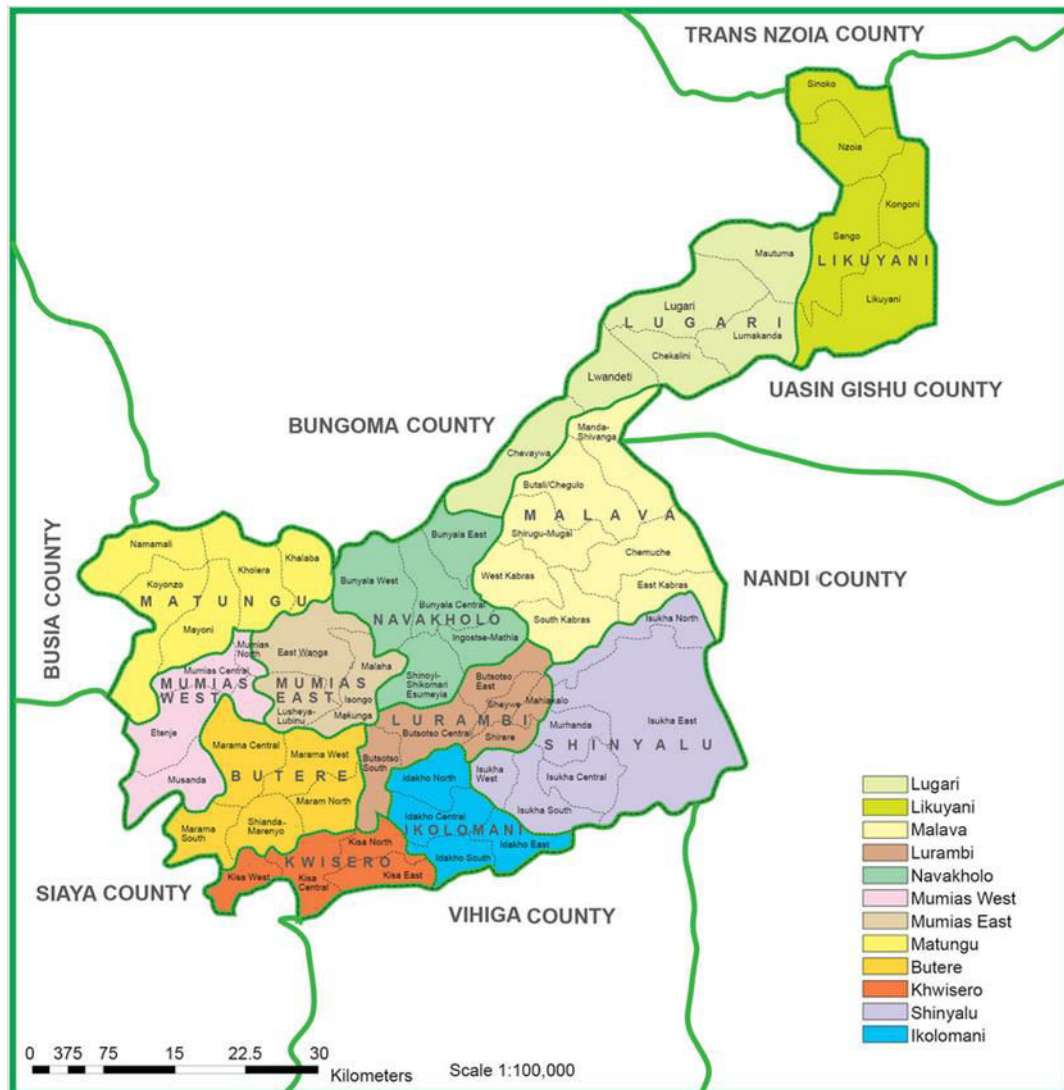 TRANS NZOIA COUNTY
Sinoko
Nzoia
Kongoni
Sango
LIKUYANI
Likuyani
Mautuma
Lugari
LUGARI
Lumakanda
Chekalini
Lwandeti
UASIN GISHU COUNTY
BUNGOMA COUNTY
Manda-
Shivanga
Chevaywa
Butali/Chegulo
MALAVA
Shirugu-Mugai
Chemuche
West Kabras
East Kabras
South Kabras
NANDI COUNTY
Bunyala East
Bunyala West
Bunyala Central
NAVAKHOLO
Ingostse-Mathia
Shinoyi-
Shikomari
Esumeyia
BUSIA COUNTY
Namamali
Khalaba
Kholera
Koyonzo
MATUNGU
Mayoni
Mumias
North
Mumias Central
MUMIAS
WEST
Etenje
Musanda
East Wanga
Malaha
MUMIAS
EAST
Isongo
Lusheya-
Lubinu
Makunga
Butsotso
East
Sheywe
Mahiakalo
LURAMBI
Butsotso Central
Shirere
Butsotso
South
Isukha North
Isukha East
Murhanda
SHINYALU
Isukha
West
Isukha Central
Isukha South
Marama Central
Marama West
BUTERE
Maram North
Shianda-
Marenyo
Marama
South
Idakho North
Idakho Central
IKOLOMANI
Idakho East
Idakho South
Kisa North
KWISERO
Kisa West
Kisa
Central
Kisa East
SIAYA COUNTY
VIHIGA COUNTY
Lugari
Likuyani
Malava
Lurambi
Navakholo
Mumias West
Mumias East
Matungu
Butere
Khwisero
Shinyalu
Ikolomani
0 375 75 15 22.5 30
Kilometers
Scale 1:100,000